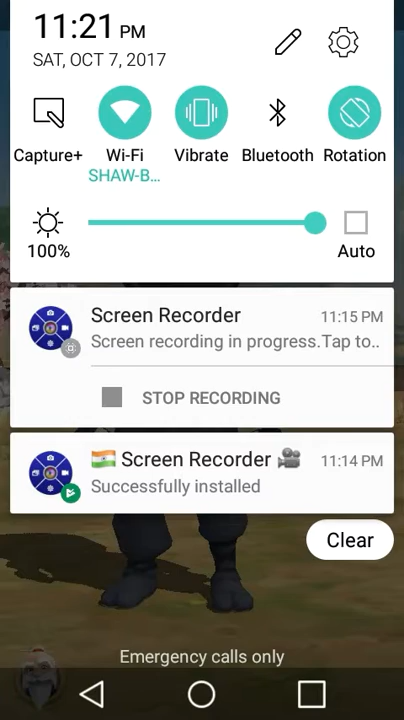 11:21 PM
SAT, OCT 7, 2017
Capture+
Wi-Fi
Vibrate
Bluetooth
Rotation
SHAW-B...
100%
Auto
Screen Recorder
11:15 PM
Screen recording in progress.Tap to..
STOP RECORDING
🇮🇳 Screen Recorder 🎥
11:14 PM
Successfully installed
Clear
Emergency calls only